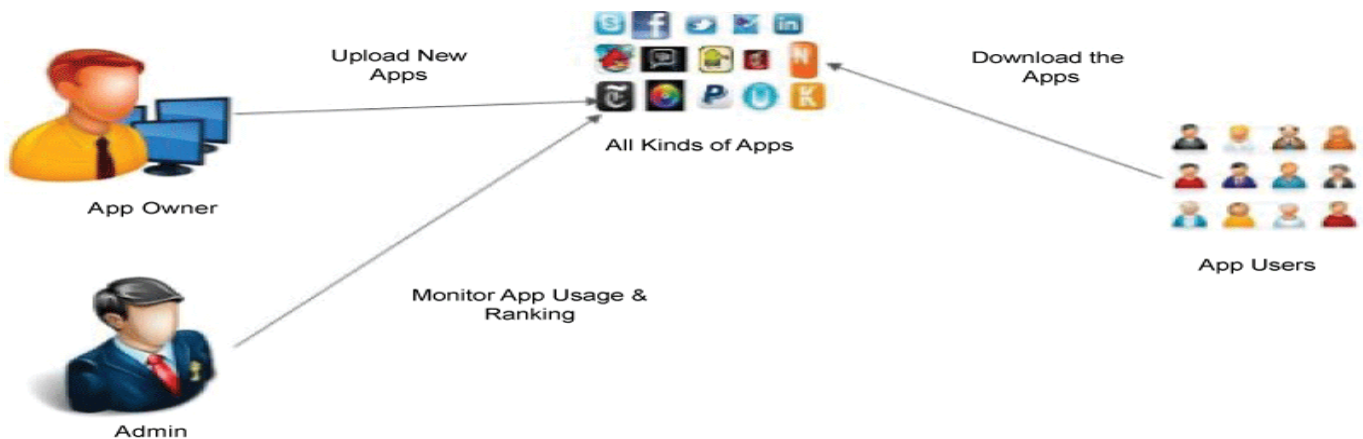 Upload New
Apps
Download the
Apps
All Kinds of Apps
App Owner
App Users
Monitor App Usage &
Ranking
Admin